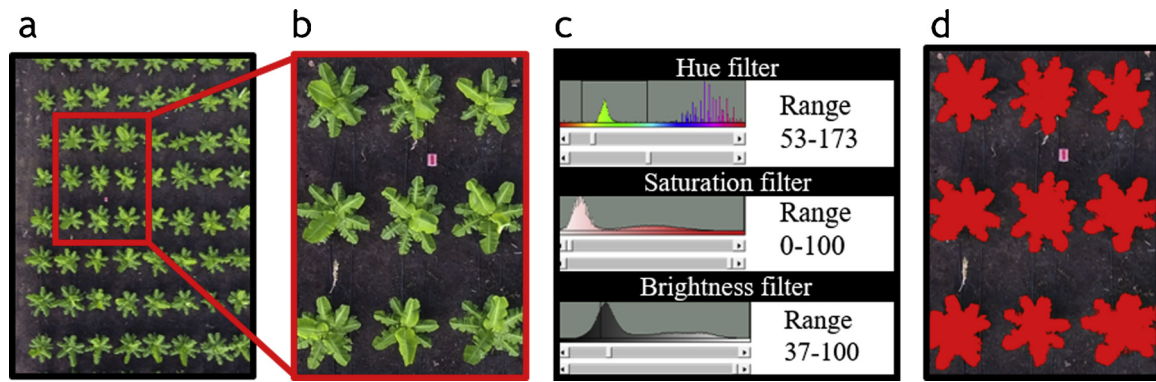 a
b
c
d
Hue filter
Range
53-173
Saturation filter
Range
0-100
Brightness filter
Range
37-100